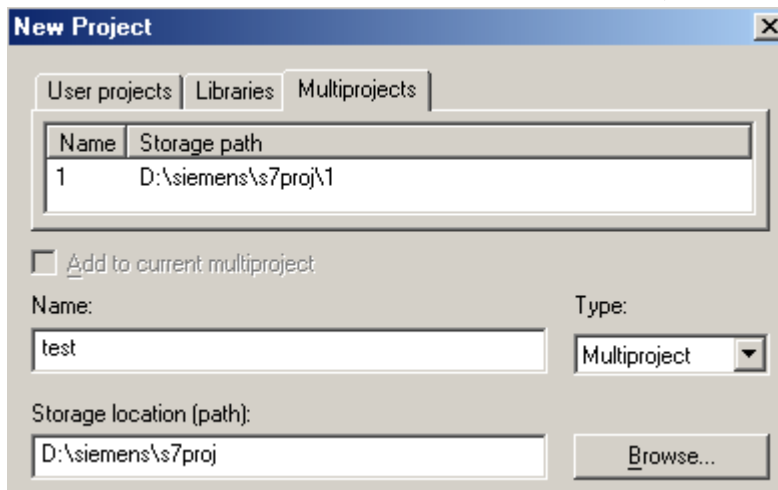 New Project
User projects Libraries Multiprojects
Name Storage path
1 D:\siemens\s7proj\1
Add to current multiproject
Name: Type:
test Multiproject
Storage location (path):
D:\siemens\s7proj Browse...